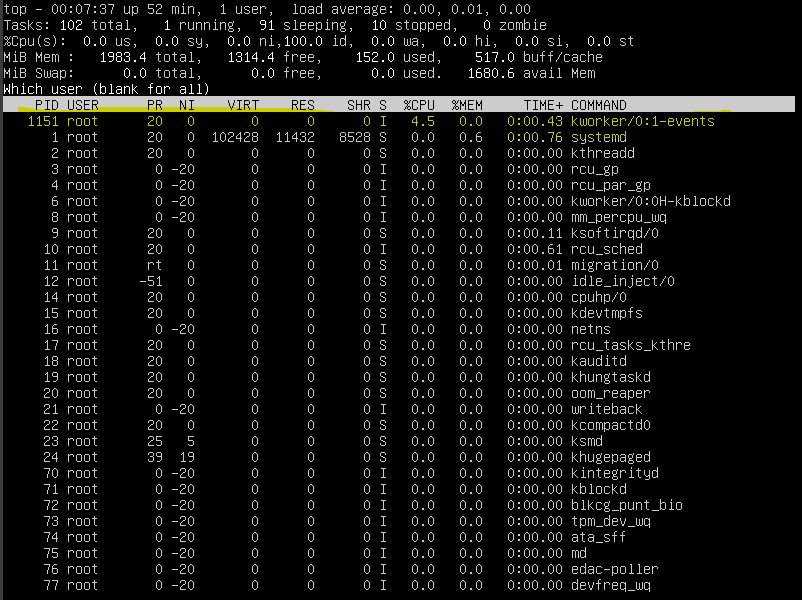 top - 00:07:37 up 52 min,  1 user,  load average: 0.00, 0.01, 0.00
Tasks: 102 total,   1 running,  91 sleeping,  10 stopped,   0 zombie
%Cpu(s):  0.0 us,  0.0 sy,  0.0 ni,100.0 id,  0.0 wa,  0.0 hi,  0.0 si,  0.0 st
MiB Mem :   1983.4 total,   1314.4 free,    152.0 used,    517.0 buff/cache
MiB Swap:      0.0 total,      0.0 free,      0.0 used.   1680.6 avail Mem
Which user (blank for all)
PID USER      PR  NI    VIRT    RES    SHR S  %CPU  %MEM     TIME+ COMMAND
1151 root      20   0       0      0      0 I   4.5   0.0   0:00.43 kworker/0:1-events
1 root      20   0  102428  11432   8528 S   0.0   0.6   0:00.76 systemd
2 root      20   0       0      0      0 S   0.0   0.0   0:00.00 kthreadd
3 root       0 -20       0      0      0 I   0.0   0.0   0:00.00 rcu_gp
4 root       0 -20       0      0      0 I   0.0   0.0   0:00.00 rcu_par_gp
6 root       0 -20       0      0      0 I   0.0   0.0   0:00.00 kworker/0:0H-kblockd
8 root       0 -20       0      0      0 I   0.0   0.0   0:00.00 mm_percpu_wq
9 root      20   0       0      0      0 S   0.0   0.0   0:00.11 ksoftirqd/0
10 root      20   0       0      0      0 I   0.0   0.0   0:00.61 rcu_sched
11 root      rt   0       0      0      0 S   0.0   0.0   0:00.01 migration/0
12 root     -51   0       0      0      0 S   0.0   0.0   0:00.00 idle_inject/0
14 root      20   0       0      0      0 S   0.0   0.0   0:00.00 cpuhp/0
15 root      20   0       0      0      0 S   0.0   0.0   0:00.00 kdevtmpfs
16 root       0 -20       0      0      0 I   0.0   0.0   0:00.00 netns
17 root      20   0       0      0      0 S   0.0   0.0   0:00.00 rcu_tasks_kthre
18 root      20   0       0      0      0 S   0.0   0.0   0:00.00 kauditd
19 root      20   0       0      0      0 S   0.0   0.0   0:00.00 khungtaskd
20 root      20   0       0      0      0 S   0.0   0.0   0:00.00 oom_reaper
21 root       0 -20       0      0      0 I   0.0   0.0   0:00.00 writeback
22 root      20   0       0      0      0 S   0.0   0.0   0:00.00 kcompactd0
23 root      25   5       0      0      0 S   0.0   0.0   0:00.00 ksmd
24 root      39  19       0      0      0 S   0.0   0.0   0:00.00 khugepaged
70 root       0 -20       0      0      0 I   0.0   0.0   0:00.00 kintegrityd
71 root       0 -20       0      0      0 I   0.0   0.0   0:00.00 kblockd
72 root       0 -20       0      0      0 I   0.0   0.0   0:00.00 blkcg_punt_bio
73 root       0 -20       0      0      0 I   0.0   0.0   0:00.00 tpm_dev_wq
74 root       0 -20       0      0      0 I   0.0   0.0   0:00.00 ata_sff
75 root       0 -20       0      0      0 I   0.0   0.0   0:00.00 md
76 root       0 -20       0      0      0 I   0.0   0.0   0:00.00 edac-poller
77 root       0 -20       0      0      0 I   0.0   0.0   0:00.00 devfreq_wq